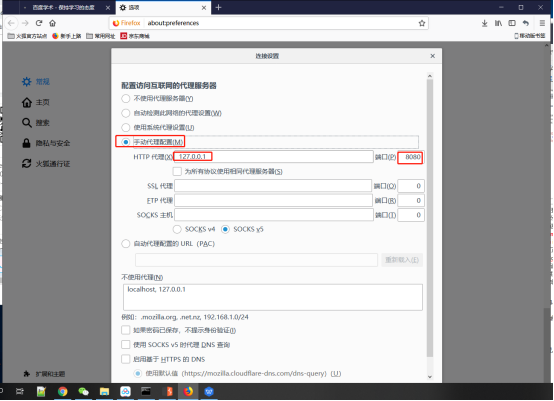 百度学术 - 保持学习的态度
选项
Firefox about:preferences
火狐官方站点 新手上路 常用网址 京东商城 移动版书签
连接设置
常规
主页
搜索
隐私与安全
火狐通行证
扩展和主题
配置访问互联网的代理服务器
不使用代理服务器(Y)
自动检测此网络的代理设置(W)
使用系统代理设置(U)
手动代理配置(M)
HTTP 代理(X) 127.0.0.1 端口(P) 8080
为所有协议使用相同代理服务器(S)
SSL 代理 端口(O) 0
FTP 代理 端口(R) 0
SOCKS 主机 端口(T) 0
SOCKS v4 SOCKS v5
自动代理配置的 URL（PAC）
重新载入(E)
不使用代理(N)
localhost, 127.0.0.1
例如：.mozilla.org, .net.nz, 192.168.1.0/24
如果密码已保存，不提示身份验证(I)
使用 SOCKS v5 时代理 DNS 查询
启用基于 HTTPS 的 DNS
使用默认值（https://mozilla.cloudflare-dns.com/dns-query）(U)